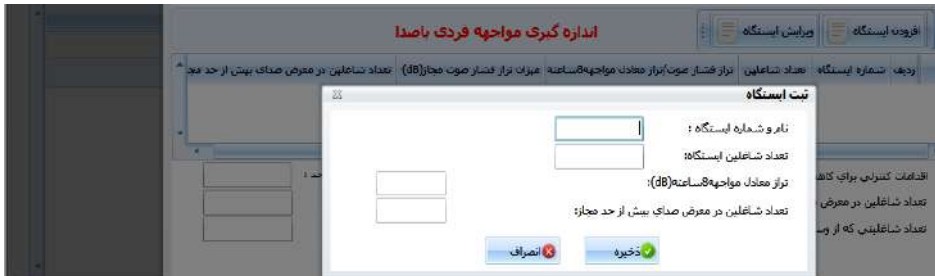 افزودن ایستگاه ویرایش ایستگاه
اندازه گیری مواجهه فردی باصدا
ردیف شماره ایستگاه تعداد شاغلین تراز فشار صوت/تراز معادل مواجهه8ساعته میزان تراز فشار صوت مجاز(dB) تعداد شاغلین در معرض صدای بیش از حد مجا
ثبت ایستگاه
نام و شماره ایستگاه :
تعداد شاغلین ایستگاه:
تراز معادل مواجهه8ساعته(dB):
تعداد شاغلین در معرض صدای بیش از حد مجاز:
ذخیره
انصراف
اقدامات کنترلی برای کاه
حد :
تعداد شاغلین در معرض
تعداد شاغلینی که از وس